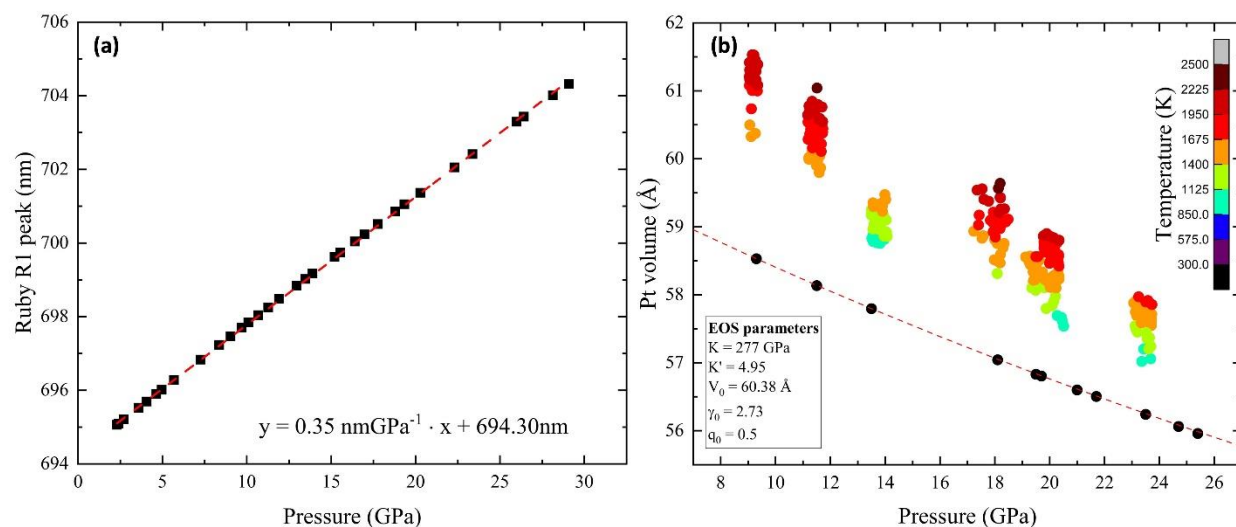 (a)
706
704
702
700
698
696
694
Ruby R1 peak (nm)
y = 0.35 nmGPa⁻¹ · x + 694.30nm
0 5 10 15 20 25 30
Pressure (GPa)
(b)
62
61
60
59
58
57
56
Pt volume (Å)
EOS parameters
K = 277 GPa
K' = 4.95
V₀ = 60.38 Å
γ₀ = 2.73
q₀ = 0.5
2500
2225
1950
1675
1400
1125
850.0
575.0
300.0
Temperature (K)
8 10 12 14 16 18 20 22 24 26
Pressure (GPa)